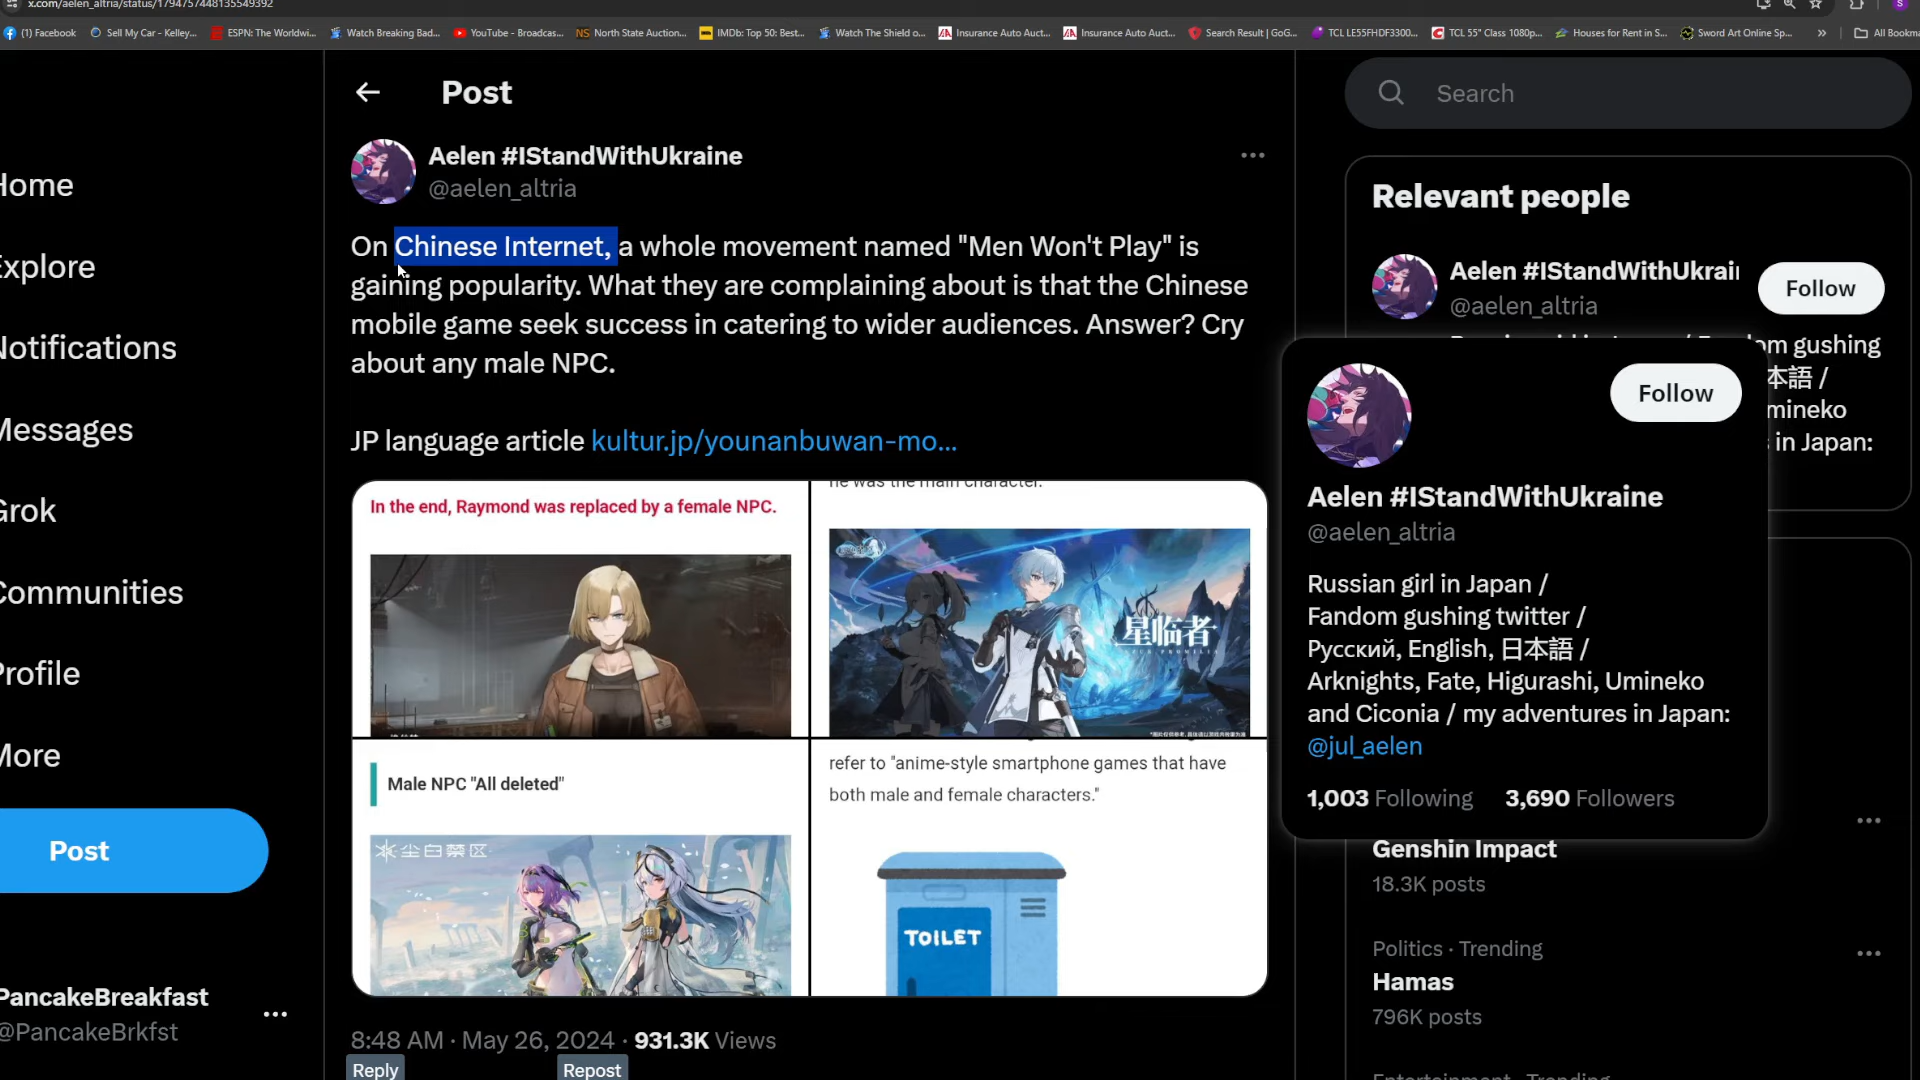 x.com/aelen_altria/status/1794757448135549392
(1) Facebook
Sell My Car - Kelley...
ESPN: The Worldwi...
Watch Breaking Bad...
YouTube - Broadcas...
NS North State Auction...
IMDb: Top 50: Best...
Watch The Shield o...
Insurance Auto Auct...
Insurance Auto Auct...
Search Result | GoG...
TCL LE55FHDF3300...
TCL 55" Class 1080p...
Houses for Rent in S...
Sword Art Online Sp...
»
All Bookma
Home
Explore
Notifications
Messages
Grok
Communities
Profile
More
Post
PancakeBreakfast
@PancakeBrkfst
Post
Aelen #IStandWithUkraine
@aelen_altria
On Chinese Internet, a whole movement named "Men Won't Play" is
gaining popularity. What they are complaining about is that the Chinese
mobile game seek success in catering to wider audiences. Answer? Cry
about any male NPC.
JP language article kultur.jp/younanbuwan-mo...
In the end, Raymond was replaced by a female NPC.
he was the main character.
星临者
Male NPC "All deleted"
尘白禁区
refer to "anime-style smartphone games that have
both male and female characters."
TOILET
8:48 AM · May 26, 2024 · 931.3K Views
Reply
Repost
Search
Relevant people
Aelen #IStandWithUkrai
@aelen_altria
Follow
dom gushing
本語 /
mineko
in Japan:
Follow
Aelen #IStandWithUkraine
@aelen_altria
Russian girl in Japan /
Fandom gushing twitter /
Русский, English, 日本語 /
Arknights, Fate, Higurashi, Umineko
and Ciconia / my adventures in Japan:
@jul_aelen
1,003 Following 3,690 Followers
Genshin Impact
18.3K posts
Politics · Trending
Hamas
796K posts
Entertainment · Trending